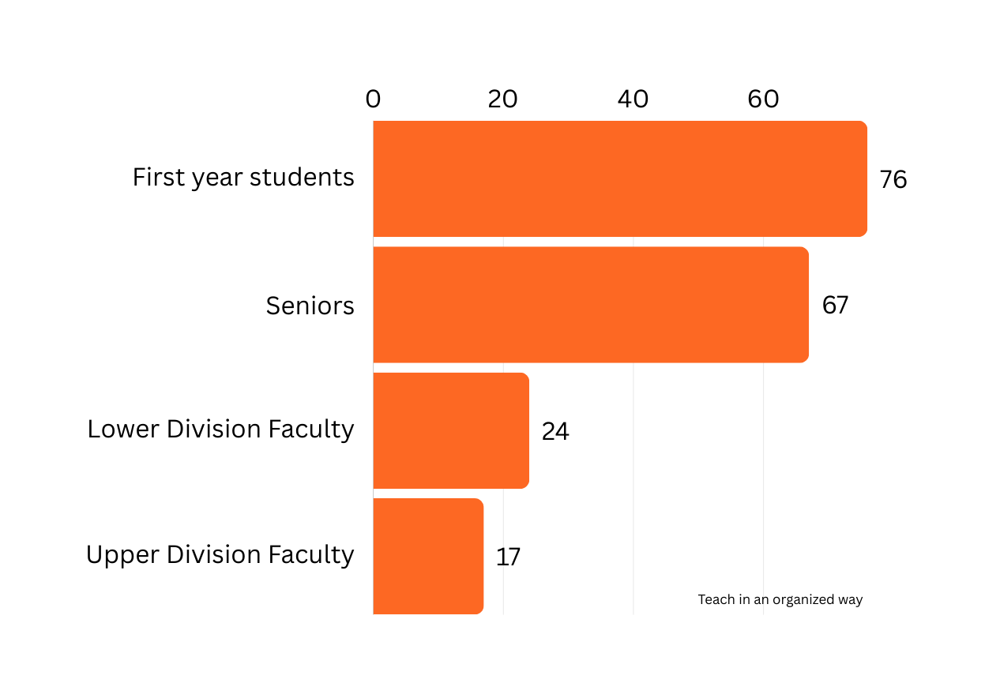 0 20 40 60
First year students 76
Seniors 67
Lower Division Faculty 24
Upper Division Faculty 17
Teach in an organized way